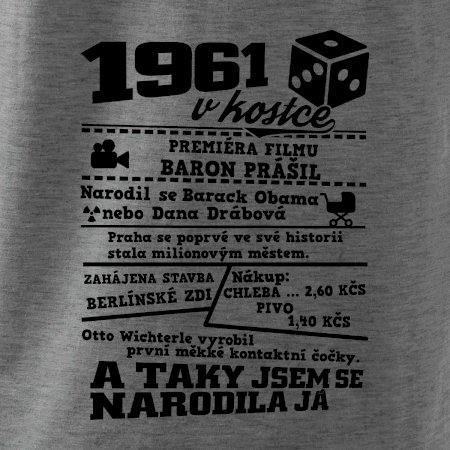 1961
v kostce
PREMIÉRA FILMU
BARON PRÁŠIL
Narodil se Barack Obama
nebo Dana Drábová
Praha se poprvé ve své historii
stala milionovým městem.
ZAHÁJENA STAVBA
BERLÍNSKÉ ZDI
Nákup:
CHLEBA ... 2,60 KČS
PIVO
1,40 KČS
Otto Wichterle vyrobil
první měkké kontaktní čočky.
A TAKY JSEM SE
NARODILA JÁ